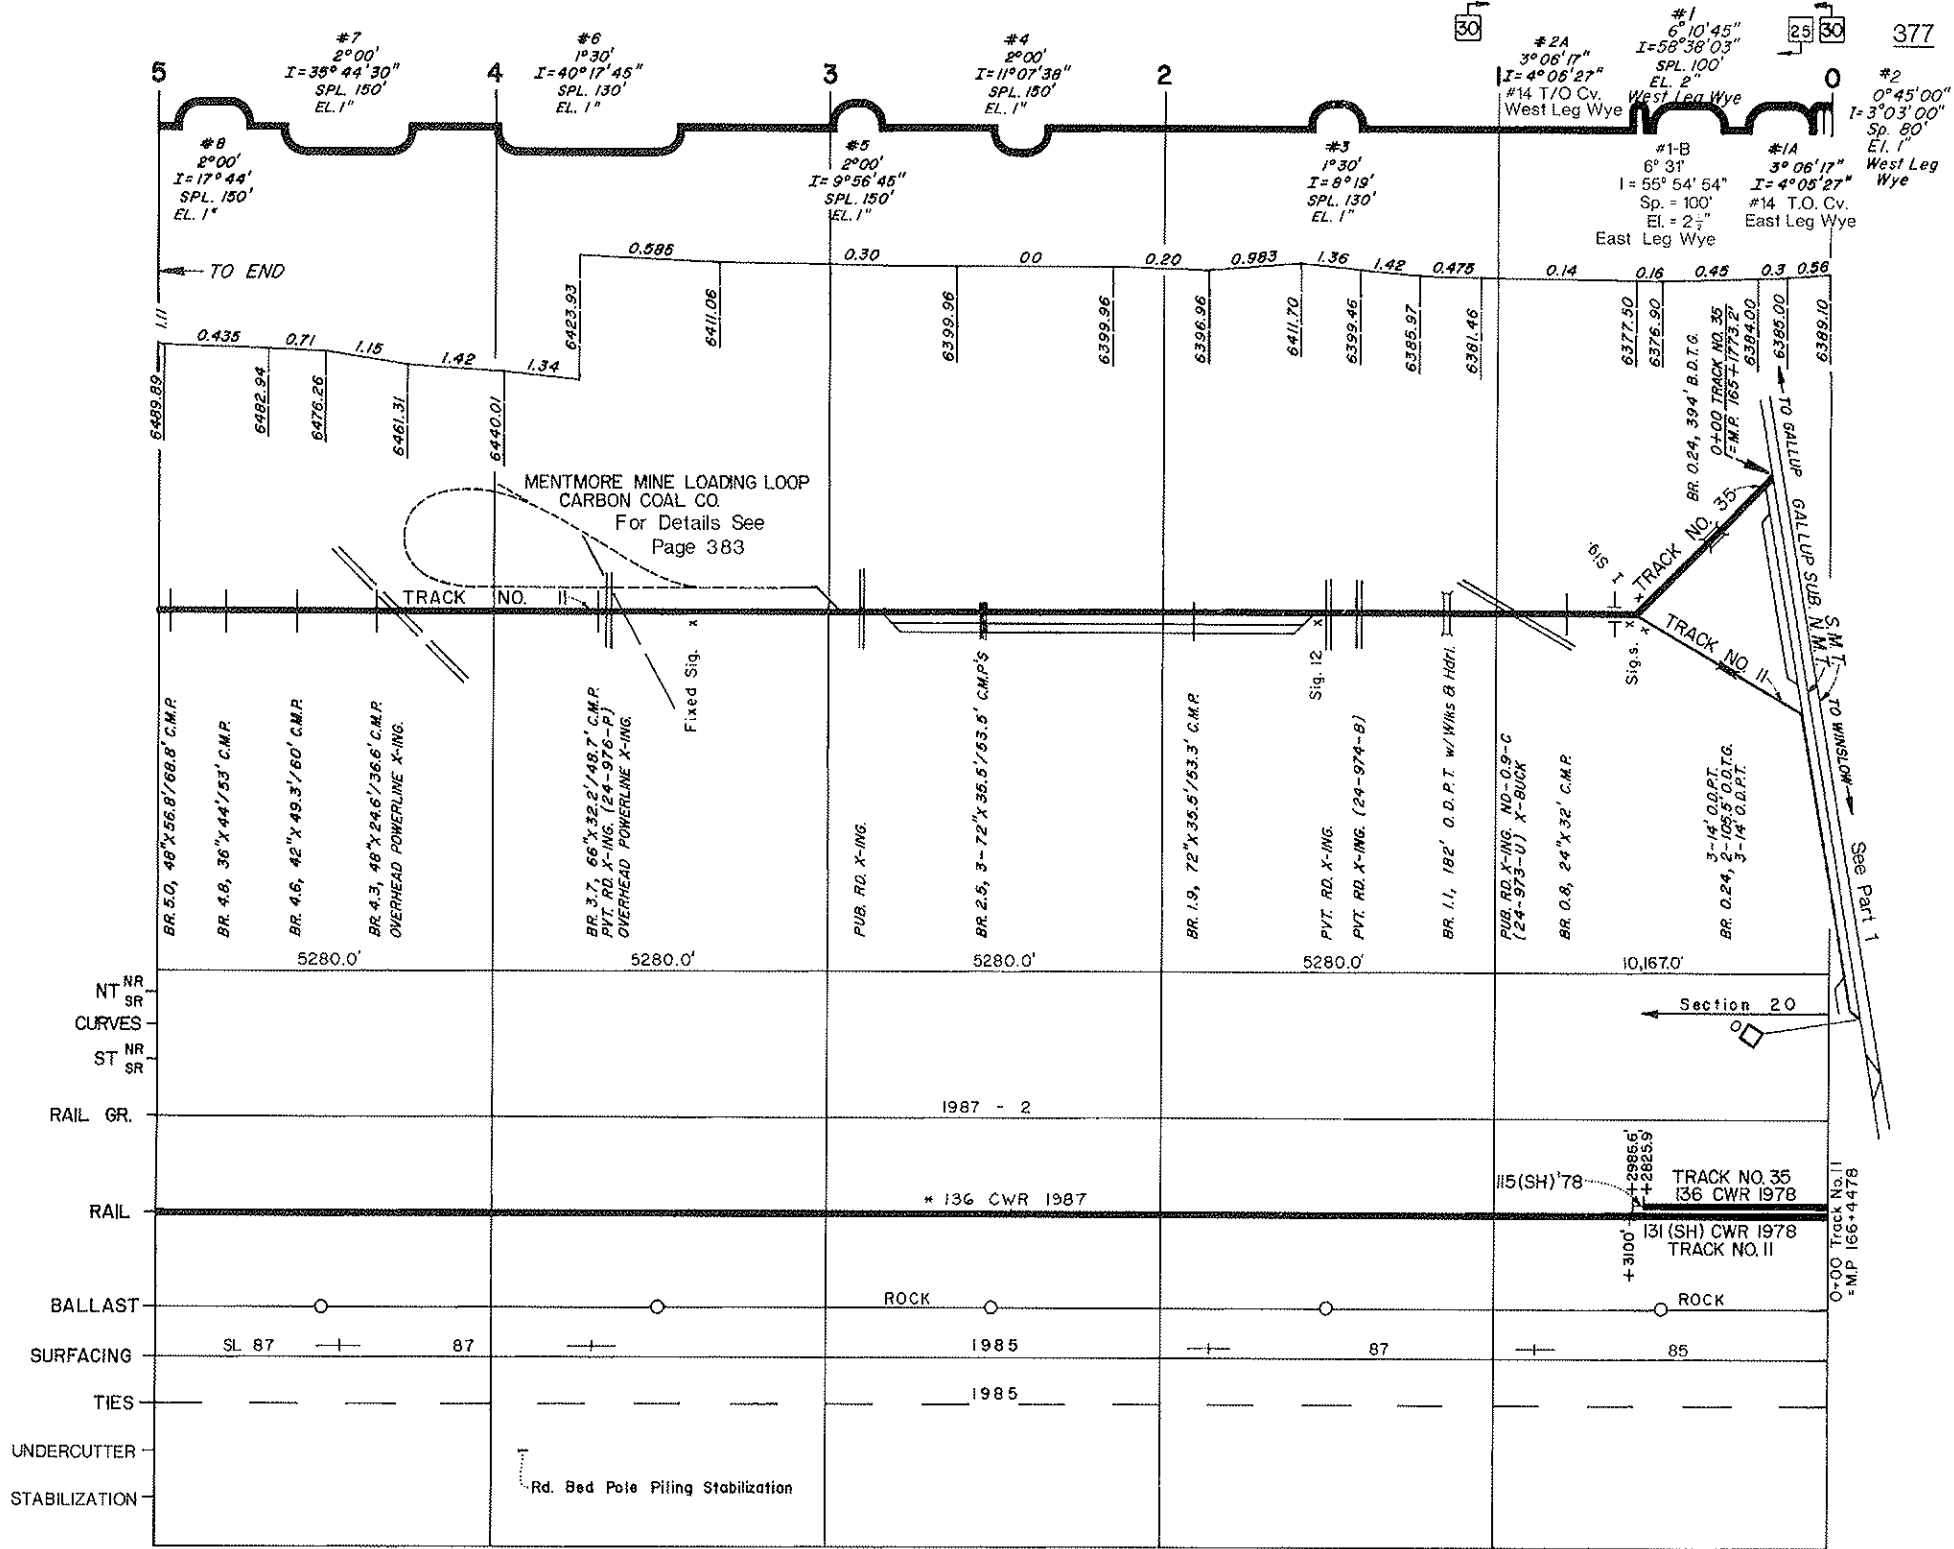 377
30
25
30
5
4
3
2
1
0
#7
2°00'
I=35°44'30"
SPL. 150'
EL. 1"
#6
1°30'
I=40°17'45"
SPL. 130'
EL. 1"
#4
2°00'
I=11°07'38"
SPL. 150'
EL. 1"
#2A
3°06'17"
I=4°06'27"
#14 T/O Cv.
West Leg Wye
#1
6°10'45"
I=58°38'03"
SPL. 100'
EL. 2"
West Leg Wye
#2
0°45'00"
I=3°03'00"
Sp. 80'
El. 1"
West Leg
Wye
#8
2°00'
I=17°44'
SPL. 150'
EL. 1"
#5
2°00'
I=9°56'45"
SPL. 150'
EL. 1"
#3
1°30'
I=8°19'
SPL. 130'
EL. 1"
#1-B
6° 31'
I = 55° 54' 54"
Sp. = 100'
El. = 2½"
East Leg Wye
#1A
3°06'17"
I=4°05'27"
#14 T.O. Cv.
East Leg Wye
TO END
1.11
0.435
0.71
1.15
1.42
1.34
0.586
0.30
0.0
0.20
0.983
1.36
1.42
0.475
0.14
0.16
0.45
0.3
0.56
6489.89
6482.94
6476.26
6461.31
6440.01
6423.93
6411.06
6399.96
6399.96
6396.96
6411.70
6399.46
6386.97
6381.46
6377.50
6376.90
6384.00
6385.00
6389.10
BR. 0.24, 394' B.D.T.G.
0+00 TRACK NO. 35
=M.P. 165+1773.2'
TO GALLUP
GALLUP SUB.
S.M.T.
N.M.T.
TO WINSLOW
See Part 1
MENTMORE MINE LOADING LOOP
CARBON COAL CO.
For Details See
Page 383
TRACK NO. 11
TRACK NO. 35
TRACK NO. 11
1 Sig.
Sig.s.
Fixed Sig.
Sig. 12
BR. 5.0, 48"X56.8'/68.8' C.M.P.
BR. 4.8, 36"X44'/53' C.M.P.
BR. 4.6, 42"X49.3'/60' C.M.P.
BR. 4.3, 48"X24.6'/36.6' C.M.P.
OVERHEAD POWERLINE X-ING.
BR. 3.7, 66"X32.2'/48.7' C.M.P.
PVT. RD. X-ING. (24-976-P)
OVERHEAD POWERLINE X-ING.
PUB. RD. X-ING.
BR. 2.5, 3-72"X35.5'/53.5' C.M.P'S
BR. 1.9, 72"X35.5'/53.3' C.M.P.
PVT. RD. X-ING.
PVT. RD. X-ING. (24-974-B)
BR. 1.1, 182' O.D.P.T. w/Wlks & Hdrl.
PUB. RD. X-ING. ND-0.9-C
(24-973-U) X-BUCK
BR. 0.8, 24"X32' C.M.P.
3-14' O.D.P.T.
BR. 0.24, 2-105.5' O.D.T.G.
3-14' O.D.P.T.
5280.0'
5280.0'
5280.0'
5280.0'
10,167.0'
NT NR
SR
CURVES
ST NR
SR
Section 20
RAIL GR.
1987 - 2
RAIL
* 136 CWR 1987
115(SH)'78
+2986.6'
+2825.9'
TRACK NO. 35
136 CWR 1978
+3100'
131(SH) CWR 1978
TRACK NO. 11
0+00 Track No. 11
=M.P. 166+4478
BALLAST
ROCK
ROCK
SURFACING
SL 87
87
1985
87
85
TIES
1985
UNDERCUTTER
Rd. Bed Pole Piling Stabilization
STABILIZATION